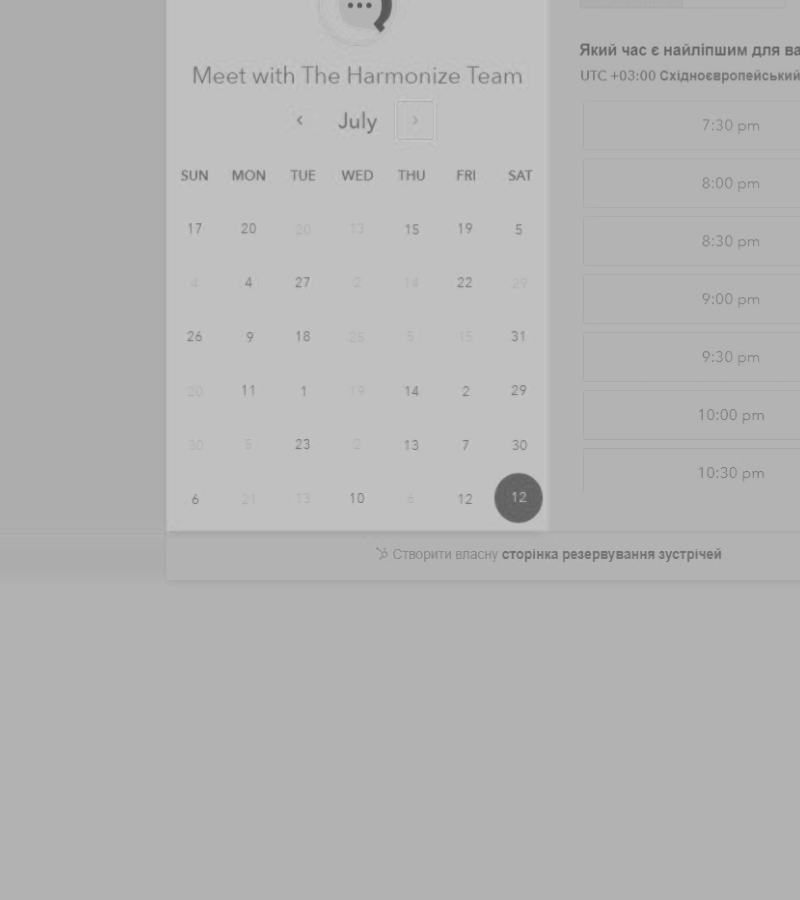 Meet with The Harmonize Team
July
SUN MON TUE WED THU FRI SAT
17 20 20 13 15 19 5
4 4 27 2 14 22 29
26 9 18 25 5 15 31
20 11 1 19 14 2 29
30 5 23 2 13 7 30
6 21 13 10 6 12 12
Який час є найліпшим для ва
UTC +03:00 Східноєвропейський
7:30 pm
8:00 pm
8:30 pm
9:00 pm
9:30 pm
10:00 pm
10:30 pm
Створити власну сторінка резервування зустрічей